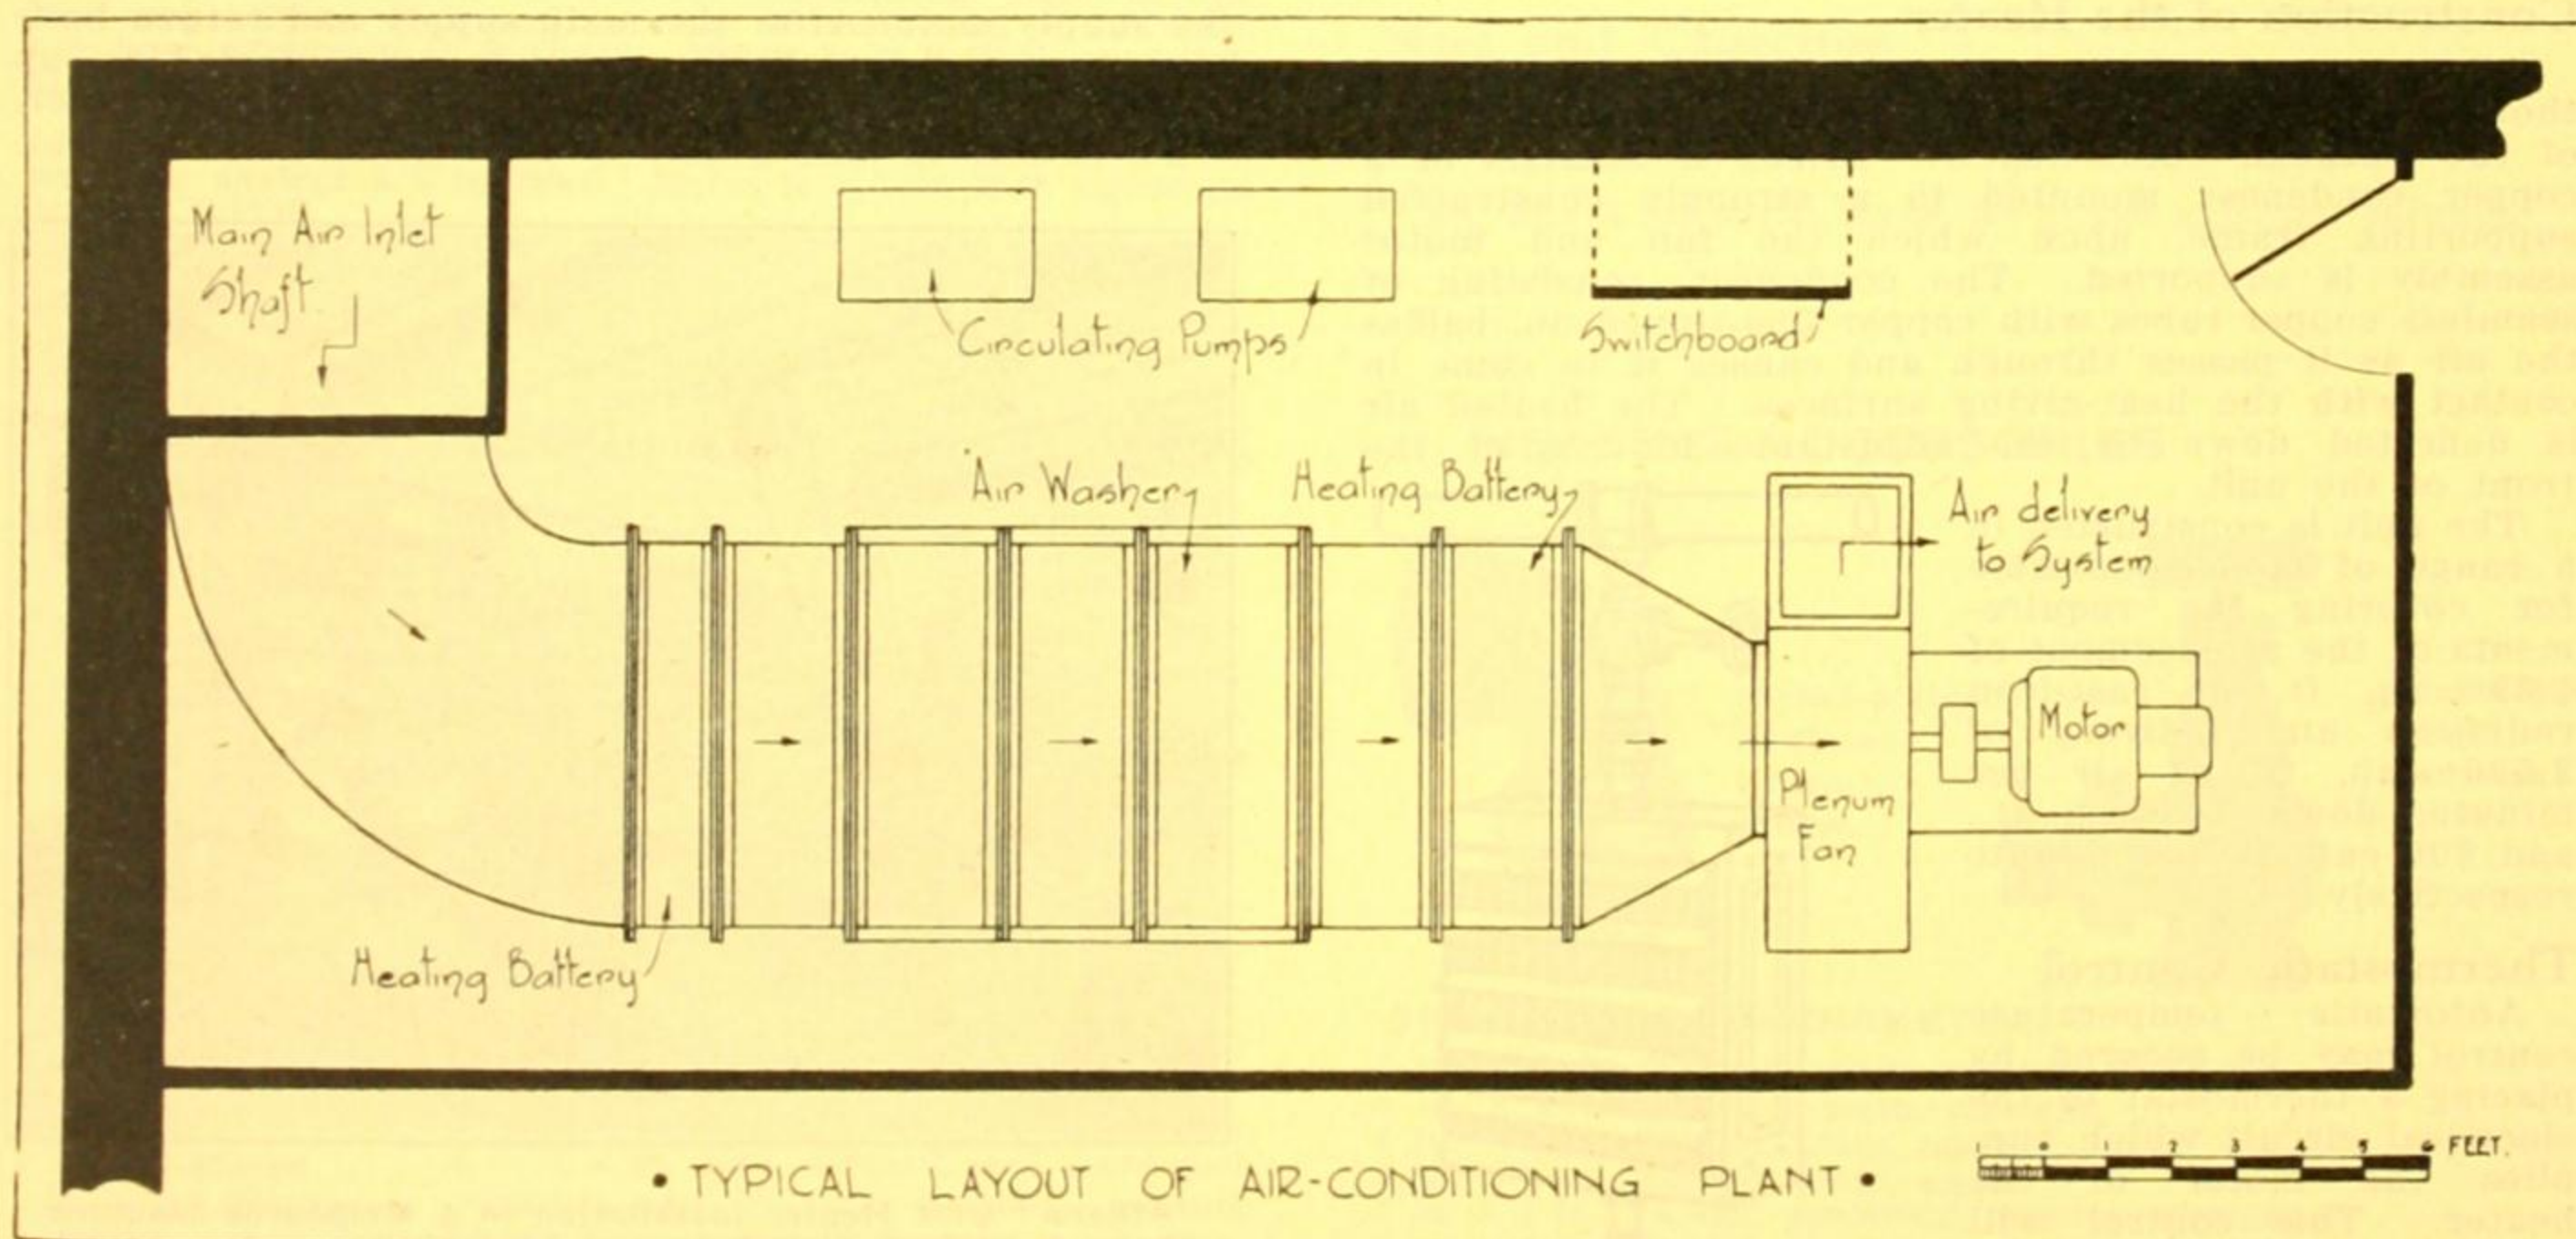 Main Air Inlet
Shaft
Circulating Pumps
Switchboard
Air Washer
Heating Battery
Air delivery
to System
Motor
Plenum
Fan
Heating Battery
• TYPICAL LAYOUT OF AIR-CONDITIONING PLANT •
1 0 1 2 3 4 5 6 FEET.